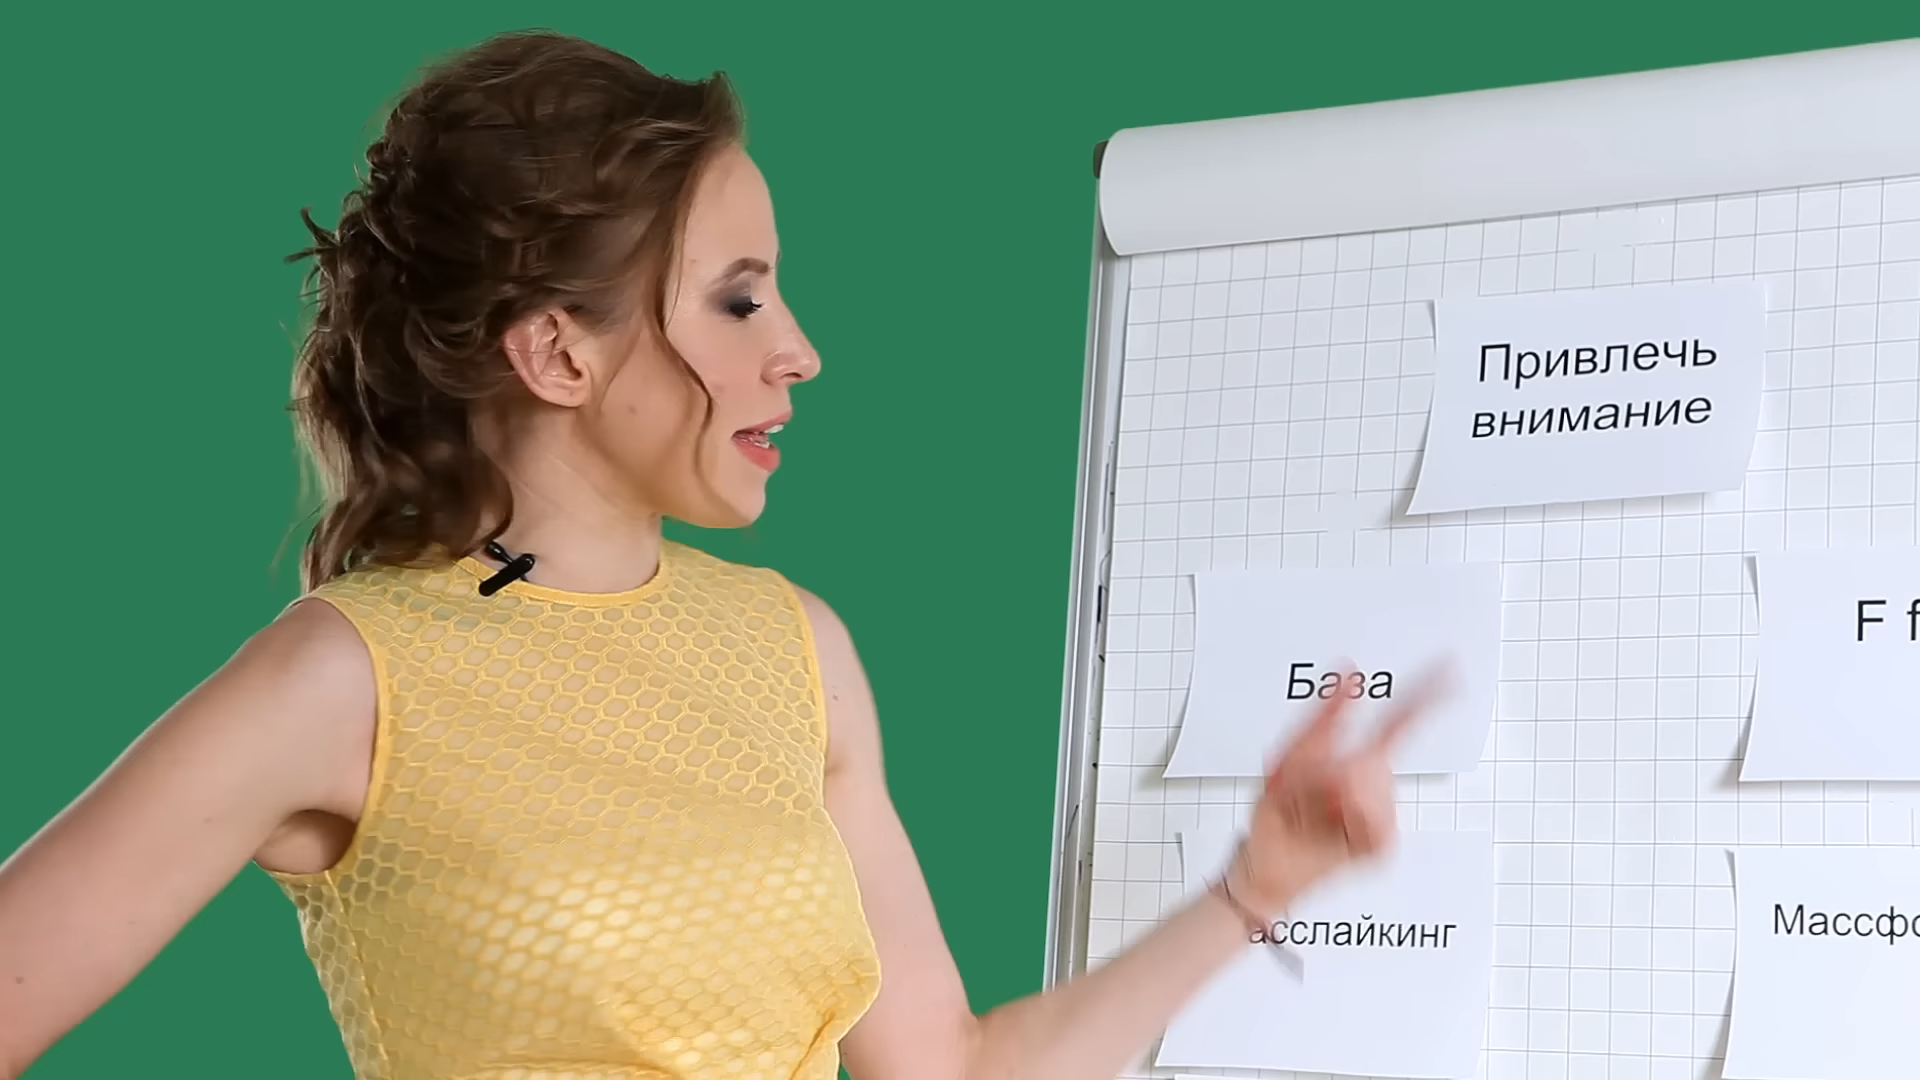 Привлечь
внимание
База
F f
асслайкинг
Массфо